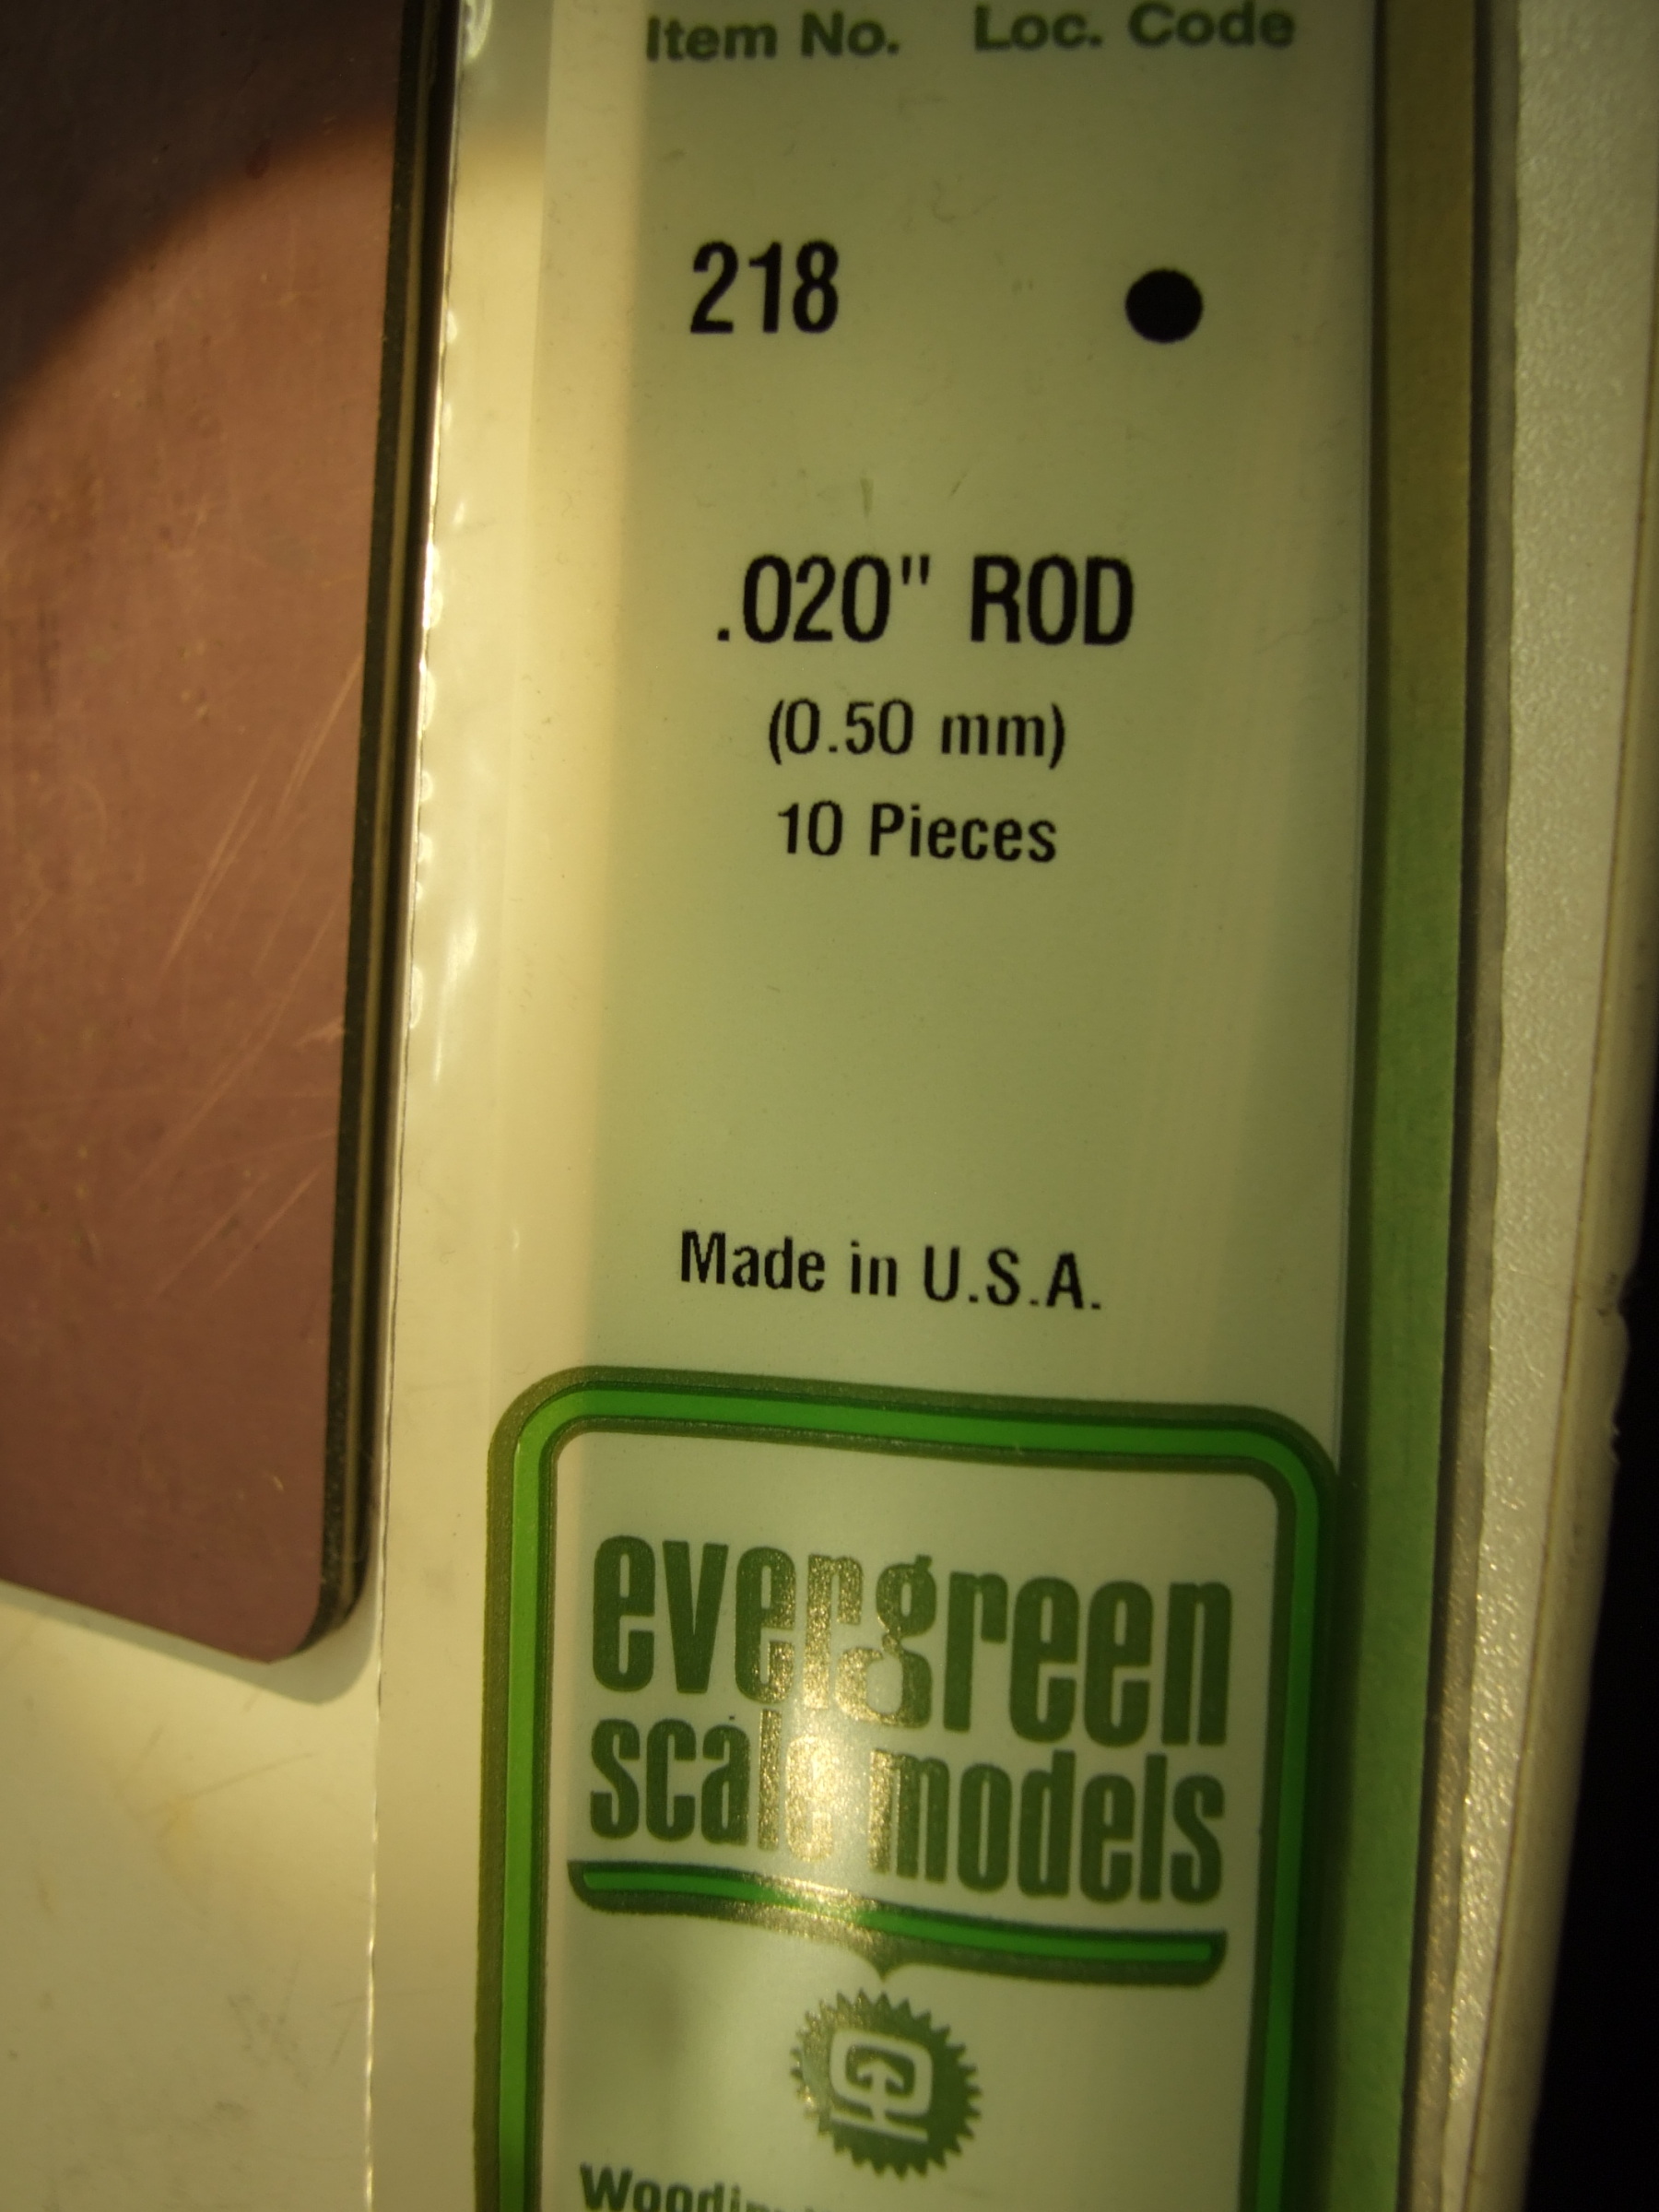 Item No. Loc. Code
218
.020" ROD
(0.50 mm)
10 Pieces
Made in U.S.A.
evergreen
scale models